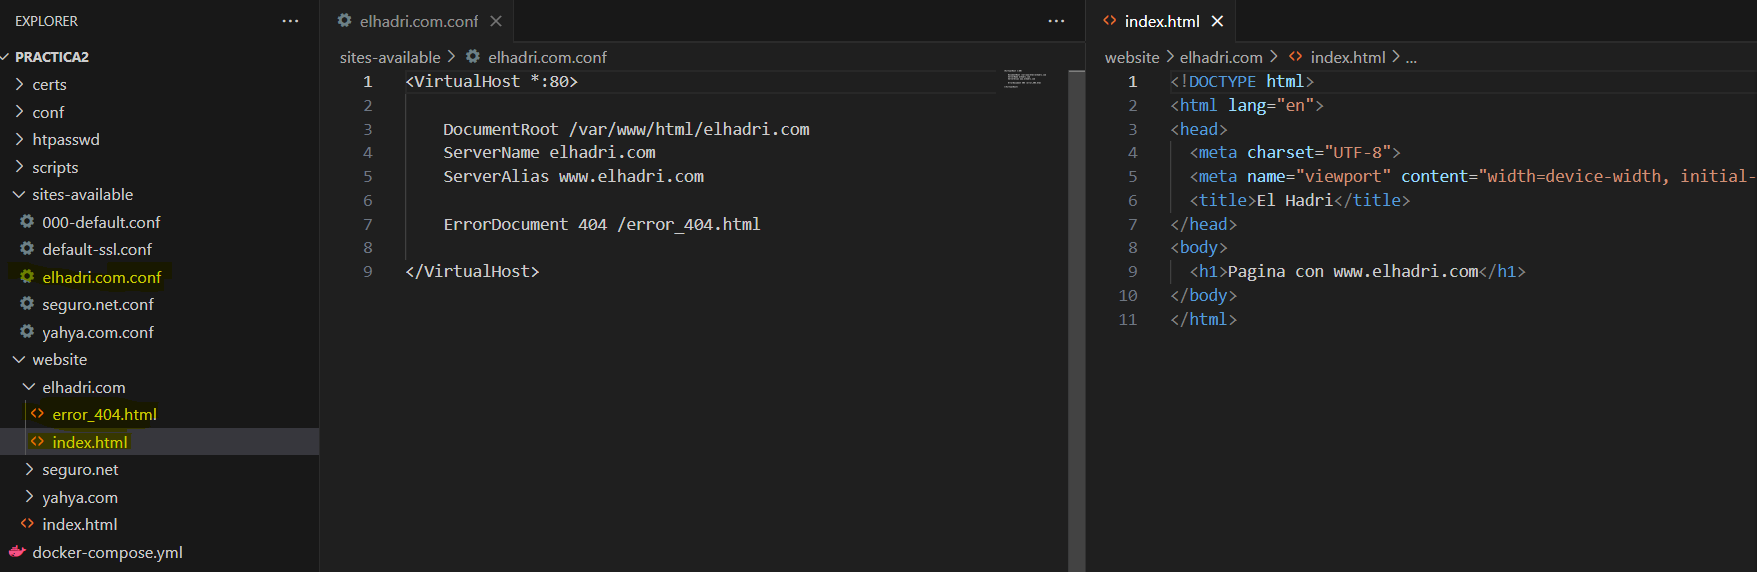 EXPLORER
PRACTICA2
certs
conf
htpasswd
scripts
sites-available
000-default.conf
default-ssl.conf
elhadri.com.conf
seguro.net.conf
yahya.com.conf
website
elhadri.com
error_404.html
index.html
seguro.net
yahya.com
index.html
docker-compose.yml
elhadri.com.conf
sites-available > elhadri.com.conf
1 <VirtualHost *:80>
2
3 DocumentRoot /var/www/html/elhadri.com
4 ServerName elhadri.com
5 ServerAlias www.elhadri.com
6
7 ErrorDocument 404 /error_404.html
8
9 </VirtualHost>
index.html
website > elhadri.com > index.html > ...
1 <!DOCTYPE html>
2 <html lang="en">
3 <head>
4 <meta charset="UTF-8">
5 <meta name="viewport" content="width=device-width, initial-
6 <title>El Hadri</title>
7 </head>
8 <body>
9 <h1>Pagina con www.elhadri.com</h1>
10 </body>
11 </html>